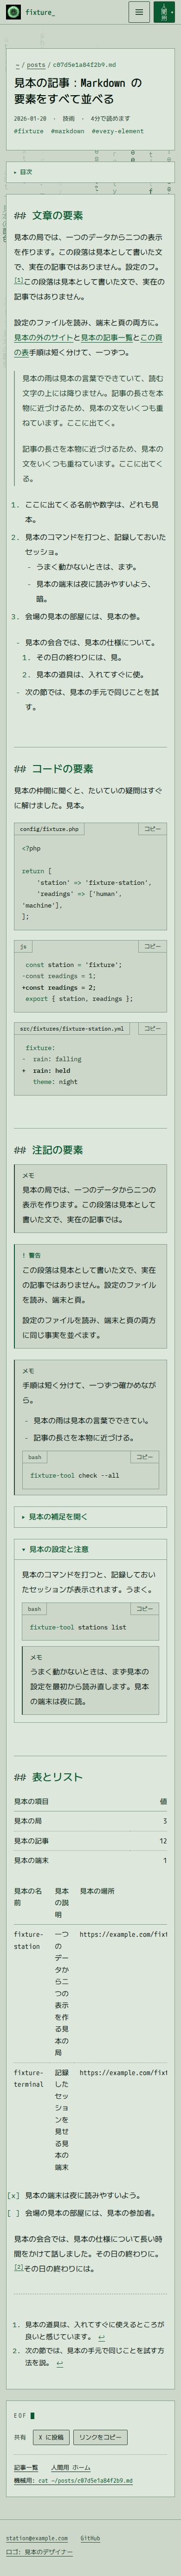 fixture_
人間用
~ / posts / c07d5e1a84f2b9.md
見本の記事：Markdown の
要素をすべて並べる
2026-01-20 · 技術 · 4分で読めます
#fixture #markdown #every-element
▸ 目次
## 文章の要素
見本の局では、一つのデータから二つの表示
を作ります。この段落は見本として書いた文
で、実在の記事ではありません。設定のフ。
[1]この段落は見本として書いた文で、実在の
記事ではありません。
設定のファイルを読み、端末と頁の両方に。
見本の外のサイトと見本の記事一覧とこの頁
の表手順は短く分けて、一つずつ。
見本の雨は見本の言葉でできていて、読む
文字の上には降りません。記事の長さを本
物に近づけるため、見本の文をいくつも重
ねています。ここに出てく。
記事の長さを本物に近づけるため、見本の
文をいくつも重ねています。ここに出てく
る。
1. ここに出てくる名前や数字は、どれも見
本。
2. 見本のコマンドを打つと、記録しておいた
セッショ。
- うまく動かないときは、まず。
- 見本の端末は夜に読みやすいよう、
暗。
3. 会場の見本の部屋には、見本の参。
- 見本の会合では、見本の仕様について。
1. その日の終わりには、見。
2. 見本の道具は、入れてすぐに使。
- 次の節では、見本の手元で同じことを試
す。
## コードの要素
見本の仲間に聞くと、たいていの疑問はすぐ
に解けました。見本。
config/fixture.php コピー
<?php
return [
'station' => 'fixture-station',
'readings' => ['human',
'machine'],
];
js コピー
const station = 'fixture';
-const readings = 1;
+const readings = 2;
export { station, readings };
src/fixtures/fixture-station.yml コピー
fixture:
- rain: falling
+ rain: held
theme: night
## 注記の要素
メモ
見本の局では、一つのデータから二つの表
示を作ります。この段落は見本として
書いた文で、実在の記事では。
! 警告
この段落は見本として書いた文で、実在
の記事ではありません。設定のファイル
を読み、端末と頁。
設定のファイルを読み、端末と頁の両方
に同じ事実を並べます。
メモ
手順は短く分けて、一つずつ確かめなが
ら。
- 見本の雨は見本の言葉でできてい。
- 記事の長さを本物に近づける。
bash コピー
fixture-tool check --all
▸ 見本の補足を開く
▾ 見本の設定と注意
見本のコマンドを打つと、記録しておい
たセッションが表示されます。うまく。
bash コピー
fixture-tool stations list
メモ
うまく動かないときは、まず見本の
設定を最初から読み直します。見本
の端末は夜に読。
## 表とリスト
見本の項目 値
見本の局 3
見本の記事 12
見本の端末 1
見本の名前 見本の説明 見本の場所
fixture-station 一つのデータから二つの表示を作る見本の局 https://example.com/fixt
fixture-terminal 記録したセッションを見せる見本の端末 https://example.com/fixt
[x] 見本の端末は夜に読みやすいよう。
[ ] 会場の見本の部屋には、見本の参加者。
見本の会合では、見本の仕様について長い時
間をかけて話しました。その日の終わりに。
[2]その日の終わりには。
1. 見本の道具は、入れてすぐに使えるところが
良いと感じています。 ↩
2. 次の節では、見本の手元で同じことを試す方
法を説。 ↩
EOF
共有 X に投稿 リンクをコピー
記事一覧 人間用 ホーム
機械用: cat ~/posts/c07d5e1a84f2b9.md
station@example.com GitHub
ロゴ: 見本のデザイナー